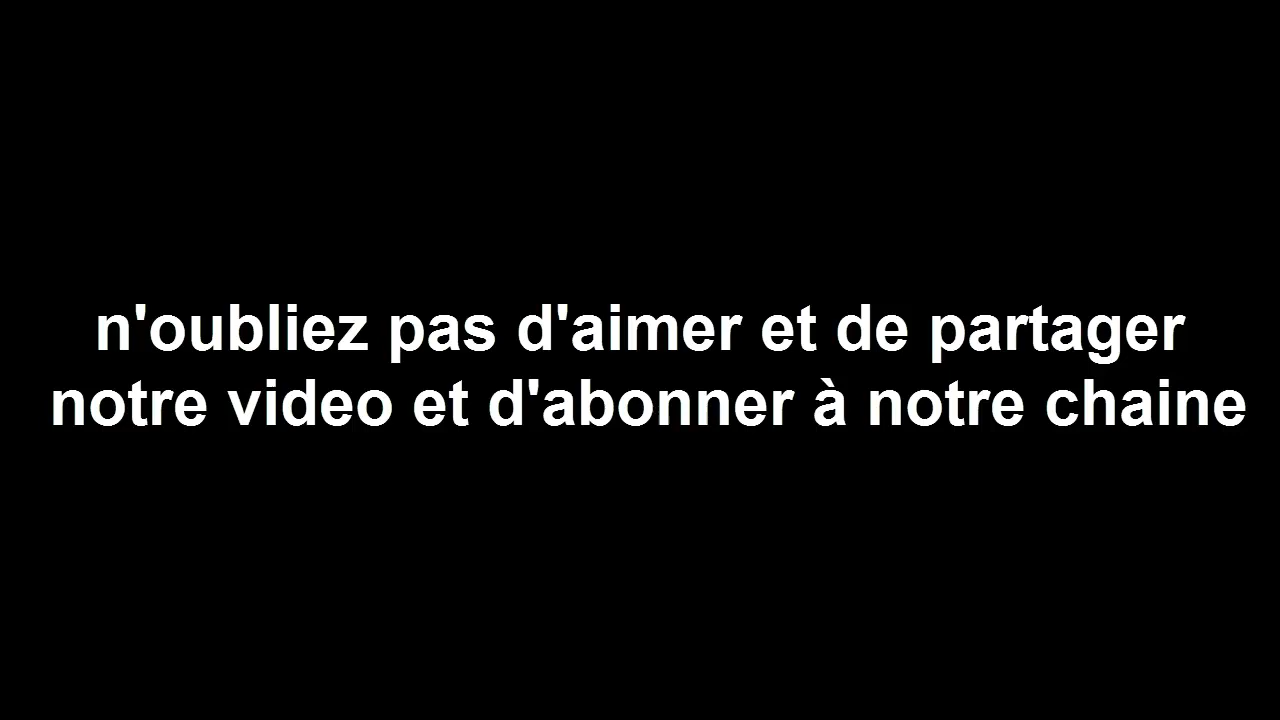 n'oubliez pas d'aimer et de partager
notre video et d'abonner à notre chaine